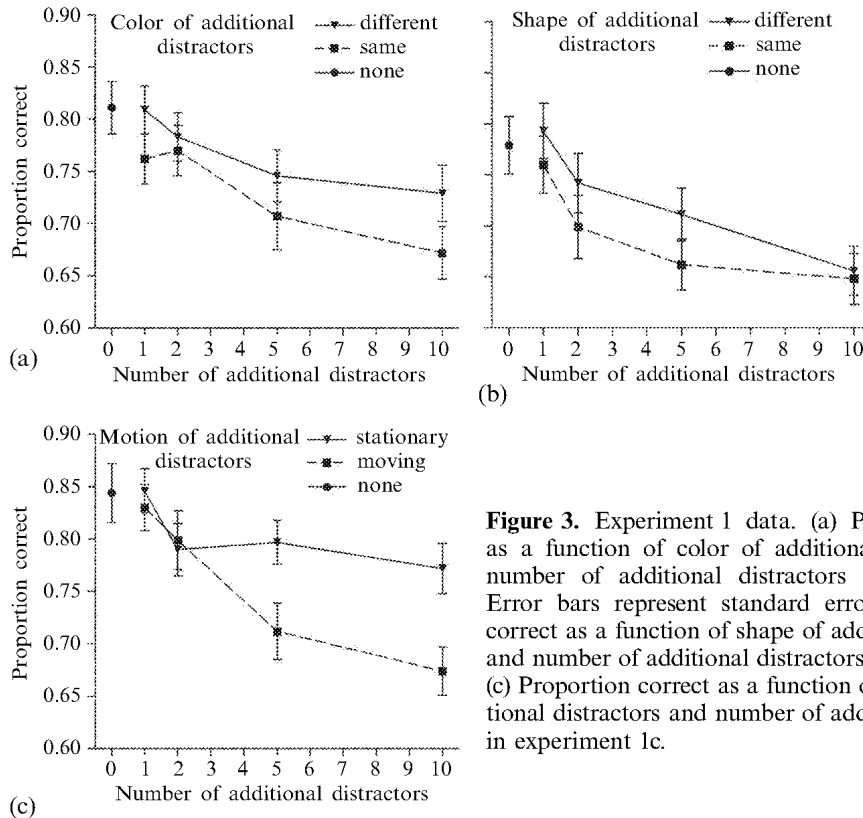 0.90
0.85
0.80
0.75
0.70
0.65
0.60
Proportion correct
Color of additional
distractors
different
same
none
0 1 2 3 4 5 6 7 8 9 10
Number of additional distractors
(a)
Shape of additional
distractors
different
same
none
0 1 2 3 4 5 6 7 8 9 10
Number of additional distractors
(b)
0.90
0.85
0.80
0.75
0.70
0.65
0.60
Proportion correct
Motion of additional
distractors
stationary
moving
none
0 1 2 3 4 5 6 7 8 9 10
Number of additional distractors
(c)
Figure 3. Experiment 1 data. (a) P
as a function of color of additiona
number of additional distractors
Error bars represent standard erro
correct as a function of shape of add
and number of additional distractors
(c) Proportion correct as a function o
tional distractors and number of add
in experiment 1c.